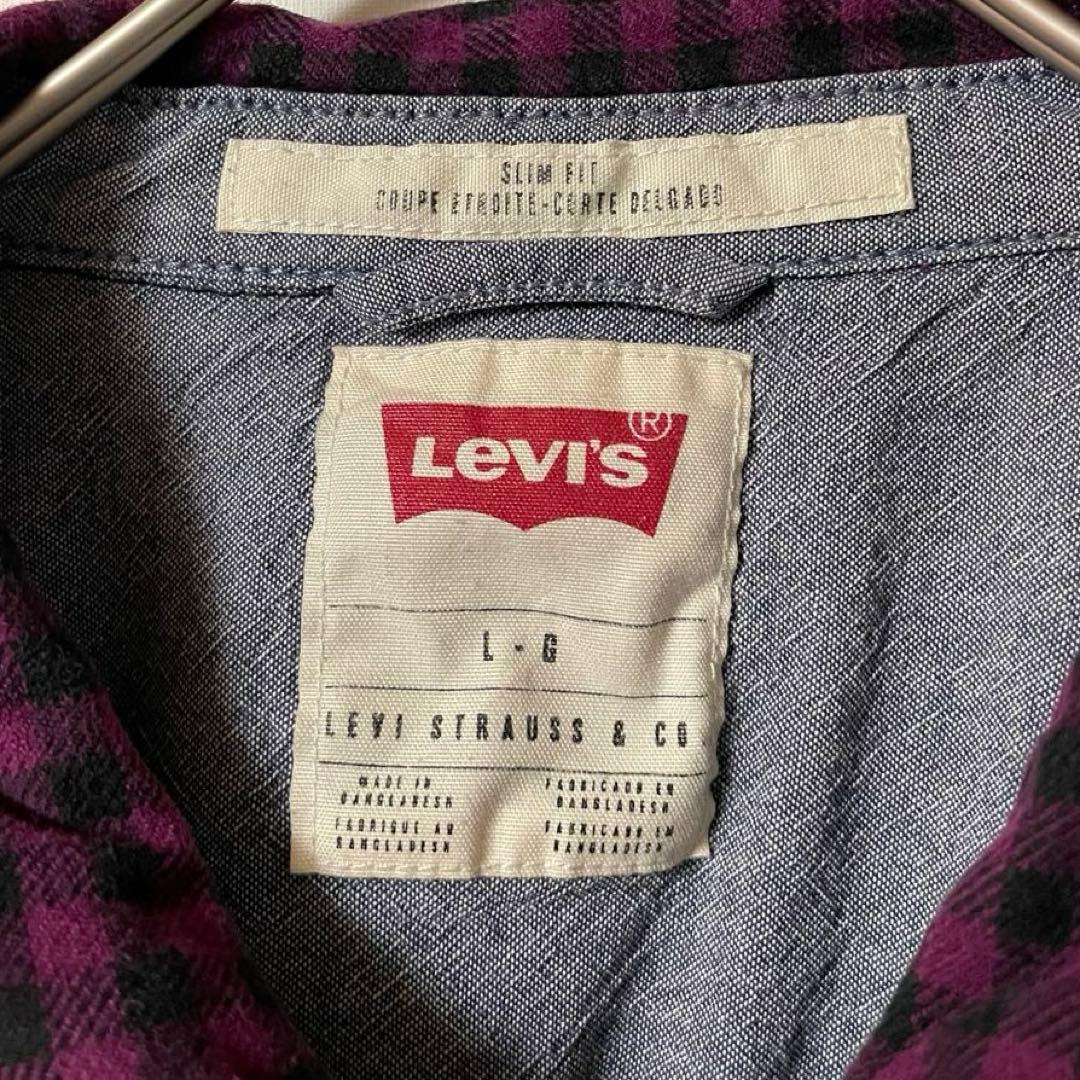 SLIM FIT
COUPE ETROITE-CORTE DELGADO
LEVI'S®
L - G
LEVI STRAUSS & CO.
MADE IN
BANGLADESH
FABRICADO EN
BANGLADESH
FABRIQUE AU
BANGLADESH
FABRICADO EM
BANGLADESH